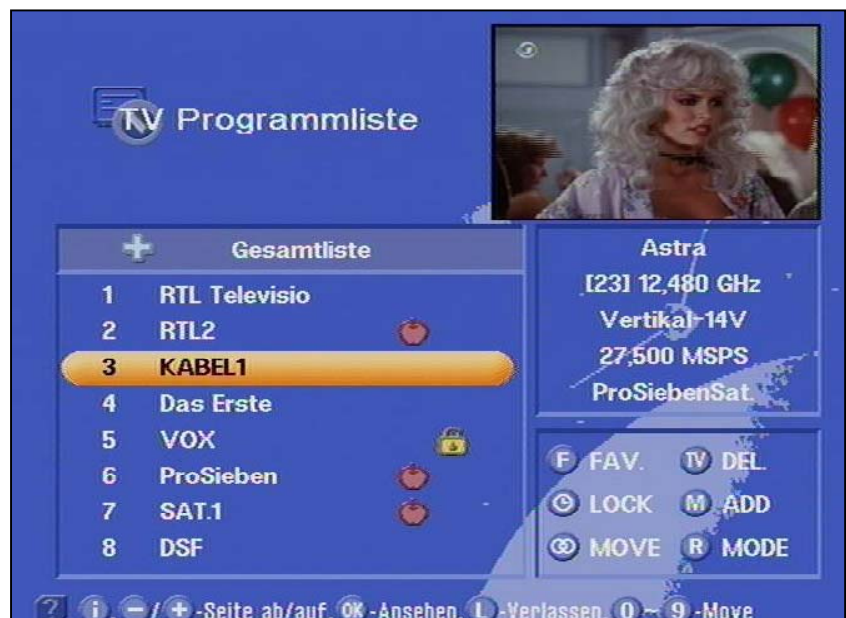 TV Programmliste
Gesamtliste
1 RTL Televisio
2 RTL2
3 KABEL1
4 Das Erste
5 VOX
6 ProSieben
7 SAT.1
8 DSF
Astra
[23] 12,480 GHz
Vertikal-14V
27,500 MSPS
ProSiebenSat.
F FAV. TV DEL.
LOCK M ADD
MOVE R MODE
? i, -/+ -Seite ab/auf, OK -Ansehen, L -Verlassen, 0 ~ 9 -Move